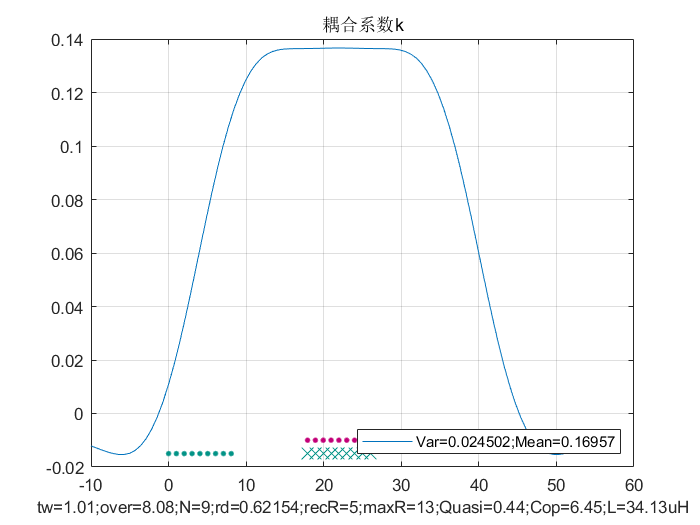 耦合系数k
0.14
0.12
0.1
0.08
0.06
0.04
0.02
0
-0.02
Var=0.024502;Mean=0.16957
-10 0 10 20 30 40 50 60
tw=1.01;over=8.08;N=9;rd=0.62154;recR=5;maxR=13;Quasi=0.44;Cop=6.45;L=34.13uH